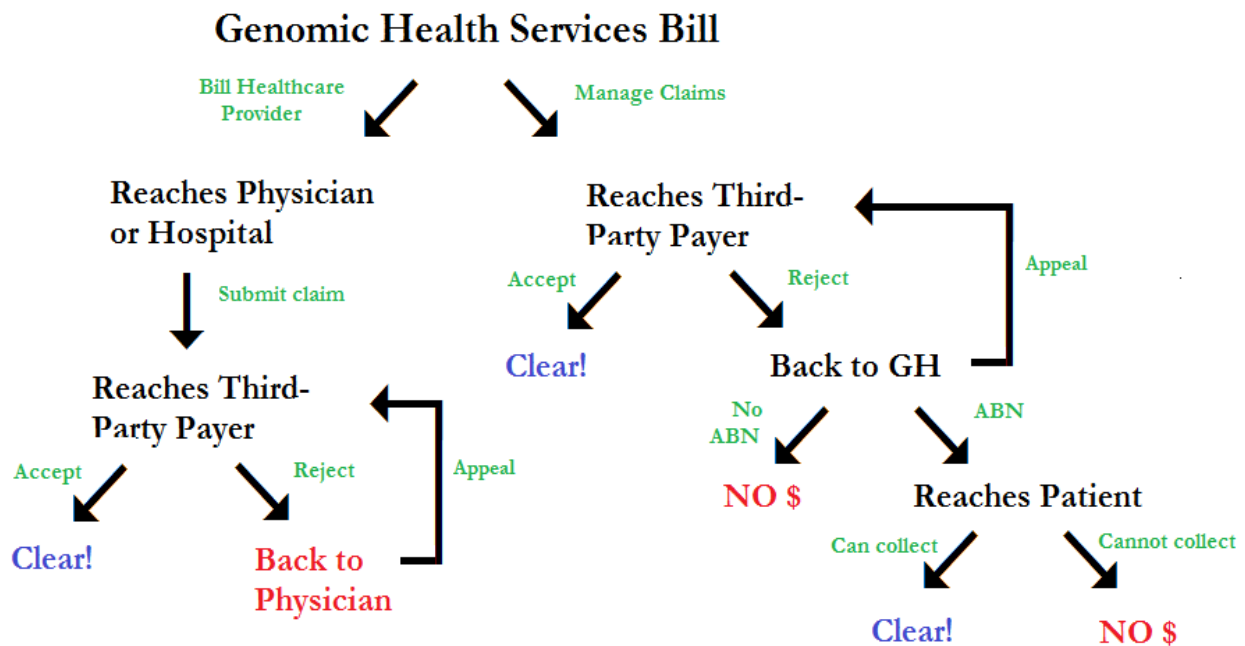 Genomic Health Services Bill
Bill Healthcare
Provider
Manage Claims
Reaches Physician
or Hospital
Reaches Third-
Party Payer
Submit claim
Accept
Reject
Appeal
Clear!
Back to GH
Reaches Third-
Party Payer
No
ABN
ABN
Accept
Reject
Appeal
NO $
Reaches Patient
Clear!
Back to
Physician
Can collect
Cannot collect
Clear!
NO $